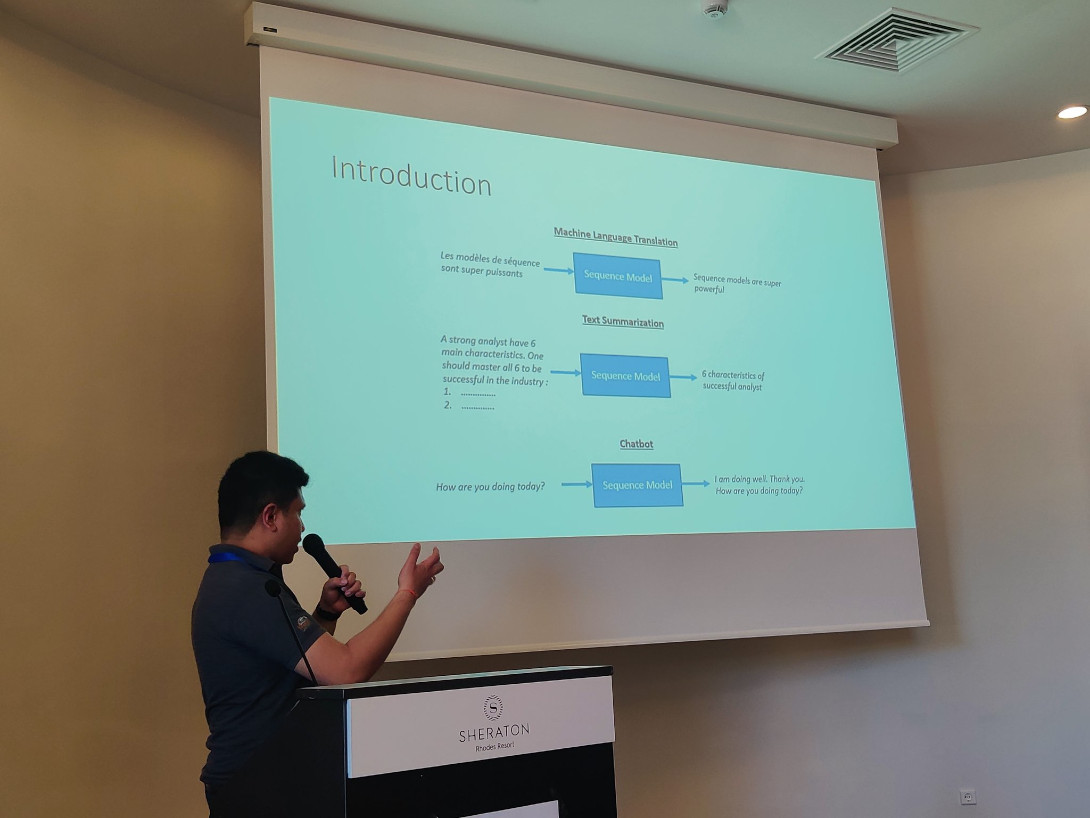 Introduction
Machine Language Translation
Les modèles de séquence
sont super puissants
Sequence Model
Sequence models are super
powerful
Text Summarization
A strong analyst have 6
main characteristics. One
should master all 6 to be
successful in the industry :
1. ...............
2. ..............
Sequence Model
6 characteristics of
successful analyst
Chatbot
How are you doing today?
Sequence Model
I am doing well. Thank you.
How are you doing today?
S
SHERATON
Rhodes Resort